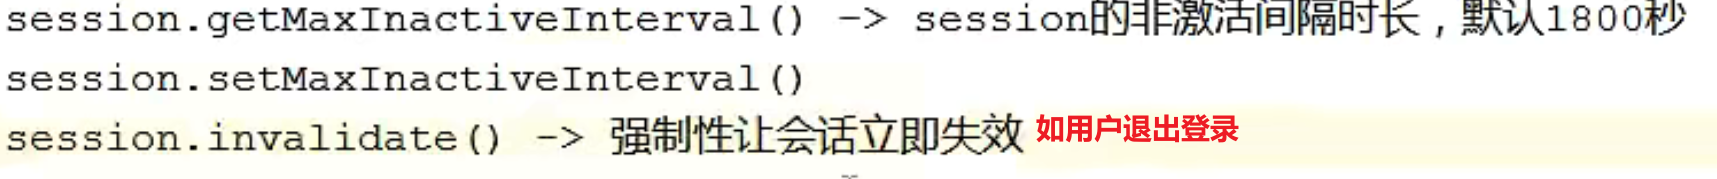 session.getMaxInactiveInterval() -> session的非激活间隔时长，默认1800秒
session.setMaxInactiveInterval()
session.invalidate() -> 强制性让会话立即失效 如用户退出登录